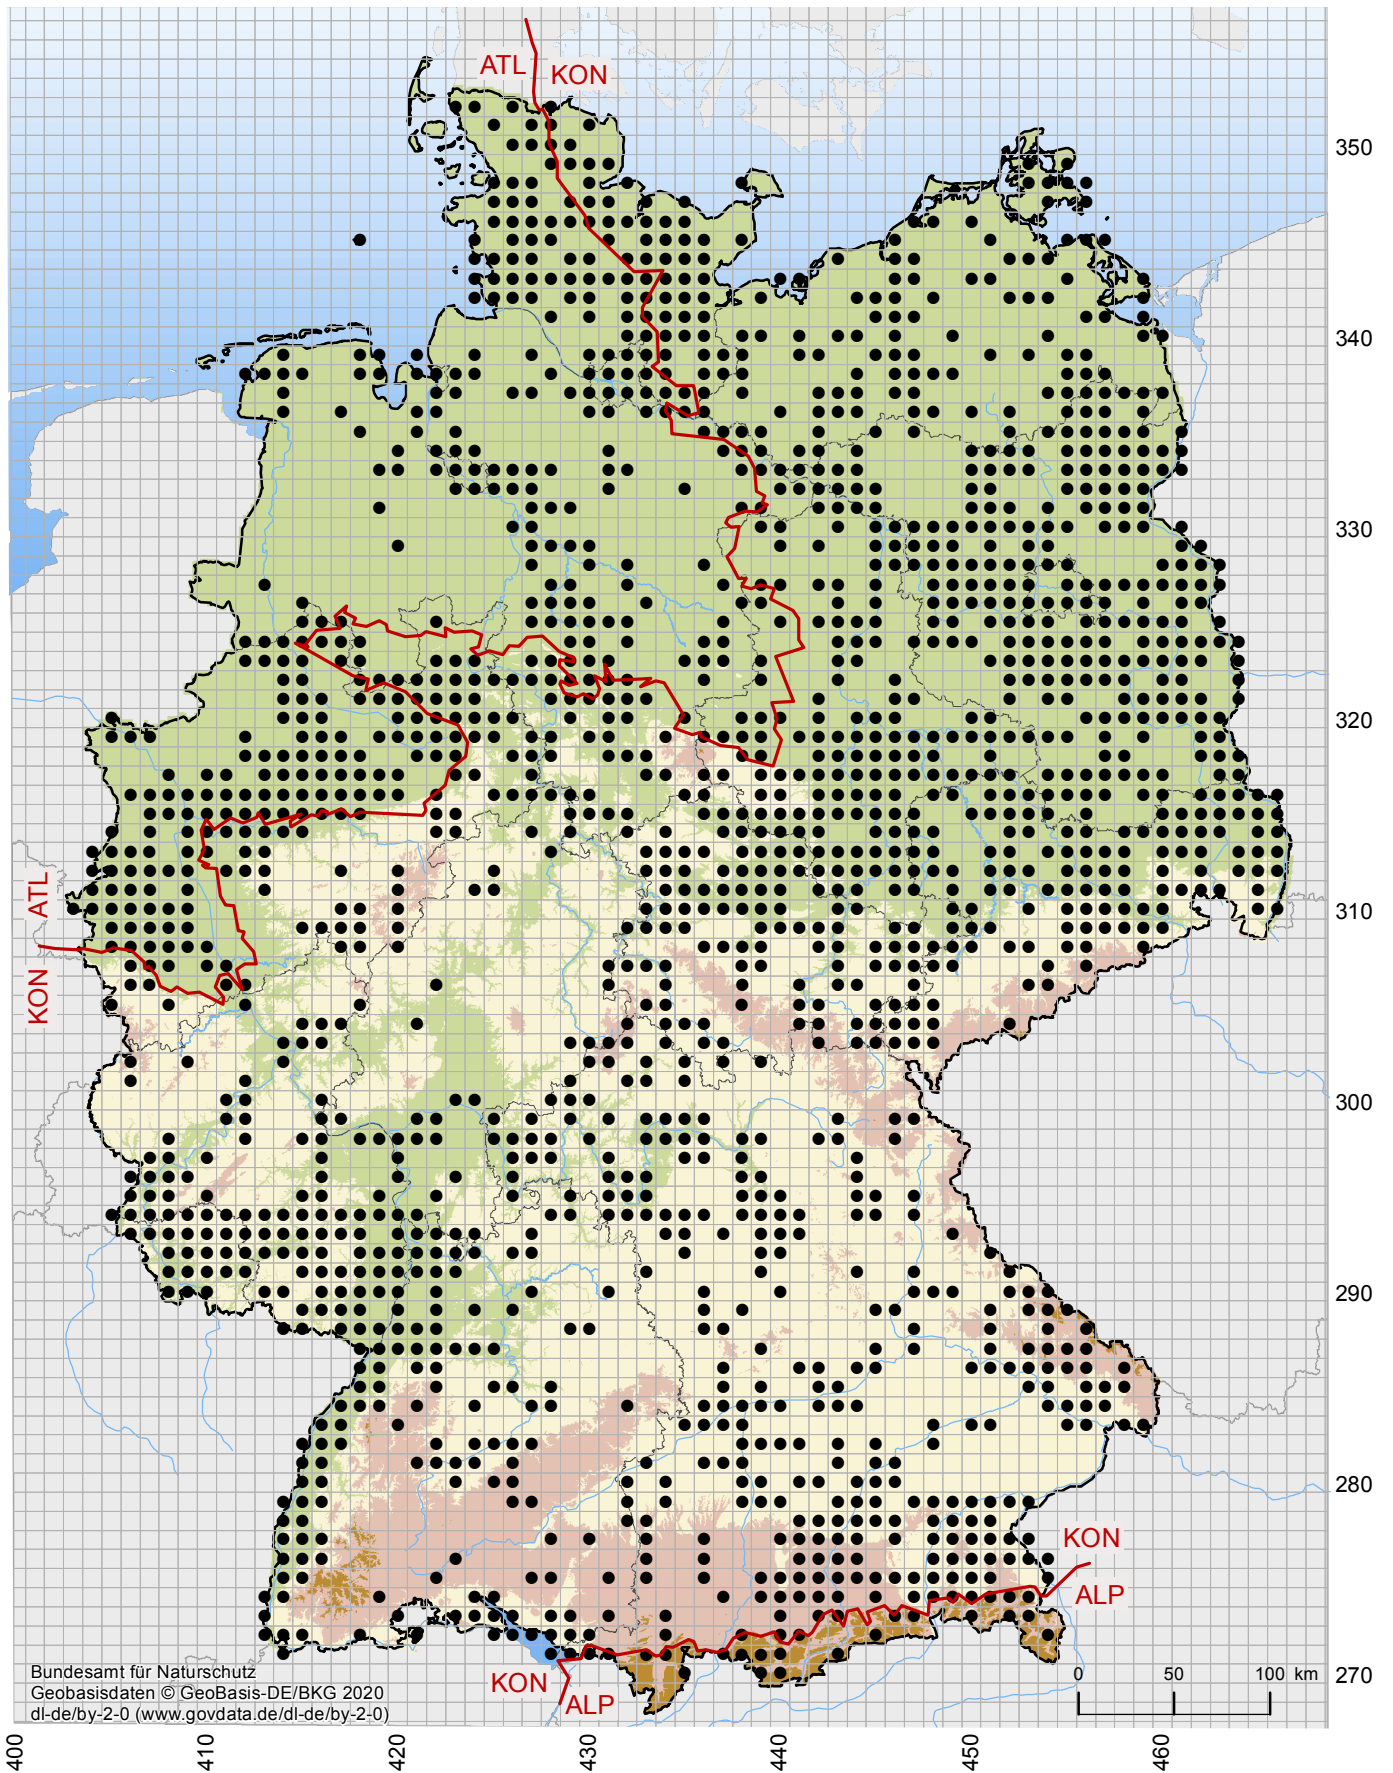 ATL KON
350
340
330
320
ATL
310
KON
300
290
280
KON
ALP
KON
ALP
270
Bundesamt für Naturschutz
Geobasisdaten © GeoBasis-DE/BKG 2020
dl-de/by-2-0 (www.govdata.de/dl-de/by-2-0)
0 50 100 km
400 410 420 430 440 450 460